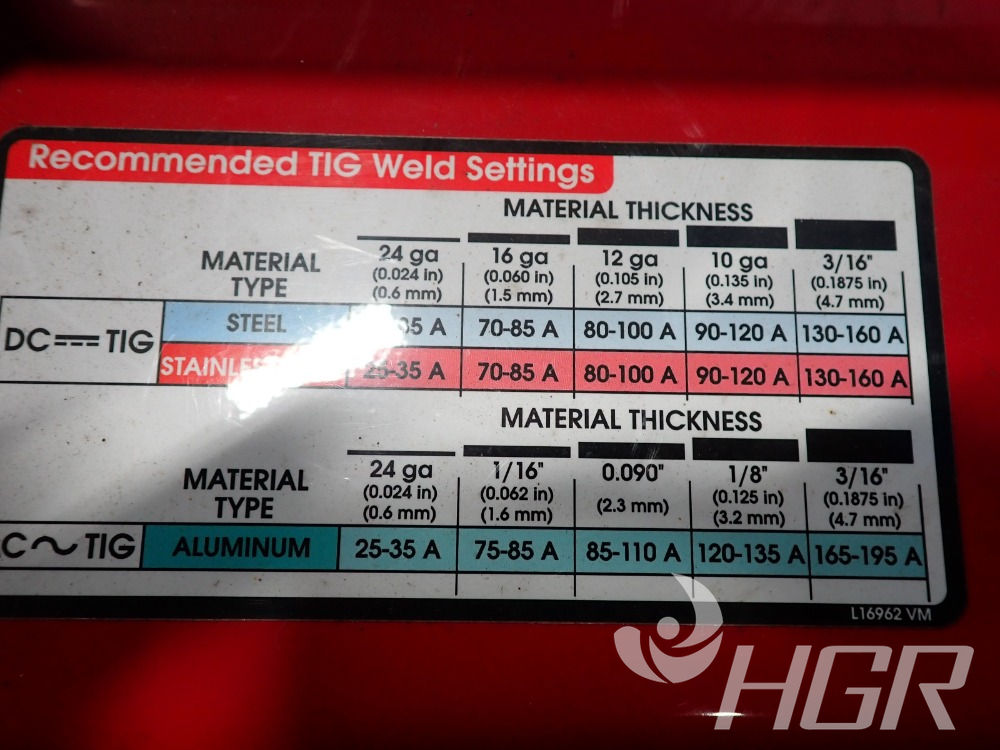 Recommended TIG Weld Settings
MATERIAL THICKNESS
MATERIAL TYPE
24 ga 16 ga 12 ga 10 ga 3/16"
(0.024 in) (0.060 in) (0.105 in) (0.135 in) (0.1875 in)
(0.6 mm) (1.5 mm) (2.7 mm) (3.4 mm) (4.7 mm)
DC TIG
STEEL 35 A 70-85 A 80-100 A 90-120 A 130-160 A
25-35 A 70-85 A 80-100 A 90-120 A 130-160 A
MATERIAL THICKNESS
MATERIAL TYPE
24 ga 1/16" 0.090" 1/8" 3/16"
(0.024 in) (0.062 in) (2.3 mm) (0.125 in) (0.1875 in)
(0.6 mm) (1.6 mm) (3.2 mm) (4.7 mm)
C TIG ALUMINUM 25-35 A 75-85 A 85-110 A 120-135 A 165-195 A
L16962 VM
HGR